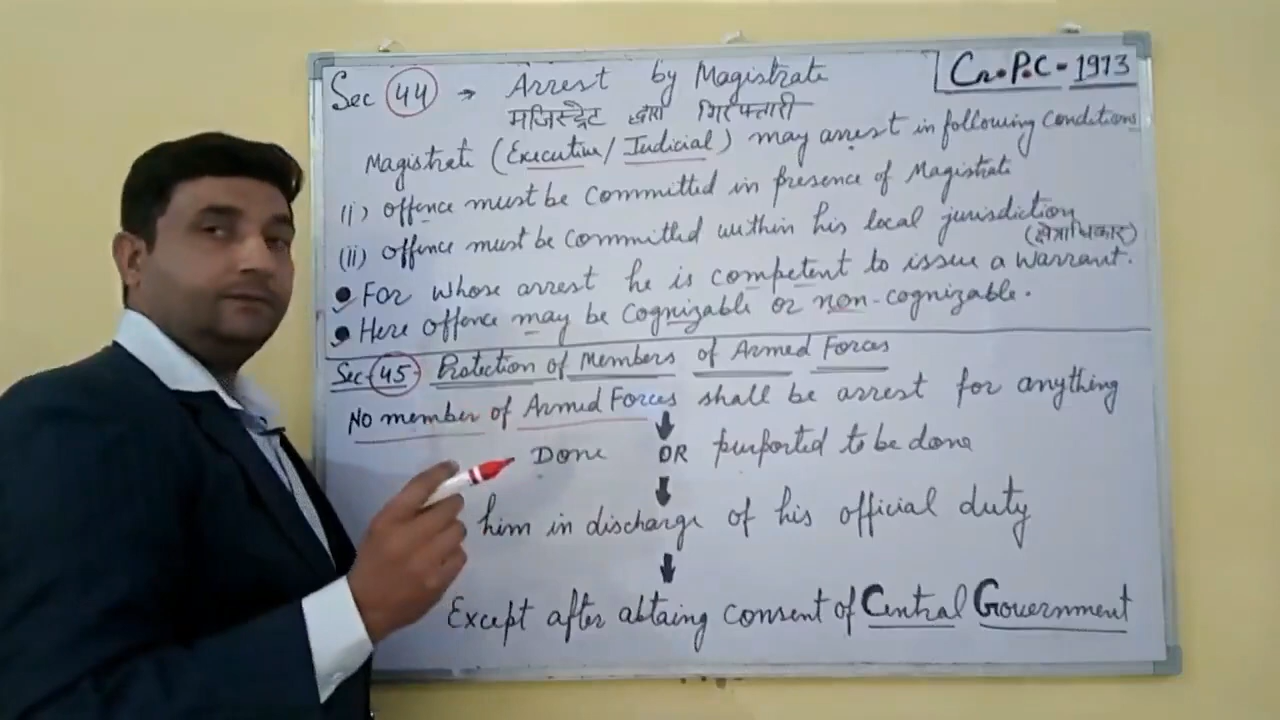 Cr.P.C-1973
Sec 44 → Arrest by Magistrate
मजिस्ट्रेट द्वारा गिरफ्तारी
Magistrate (Executive/Judicial) may arrest in following conditions
(i) offence must be committed in presence of Magistrate
(ii) offence must be committed within his local jurisdiction
(क्षेत्राधिकार)
● For whose arrest he is competent to issue a warrant.
● Here offence may be cognizable or non-cognizable.
Sec-45 Protection of Members of Armed Forces
No member of Armed Forces shall be arrest for anything
Done OR purported to be done
him in discharge of his official duty
Except after abtaing consent of Central Government